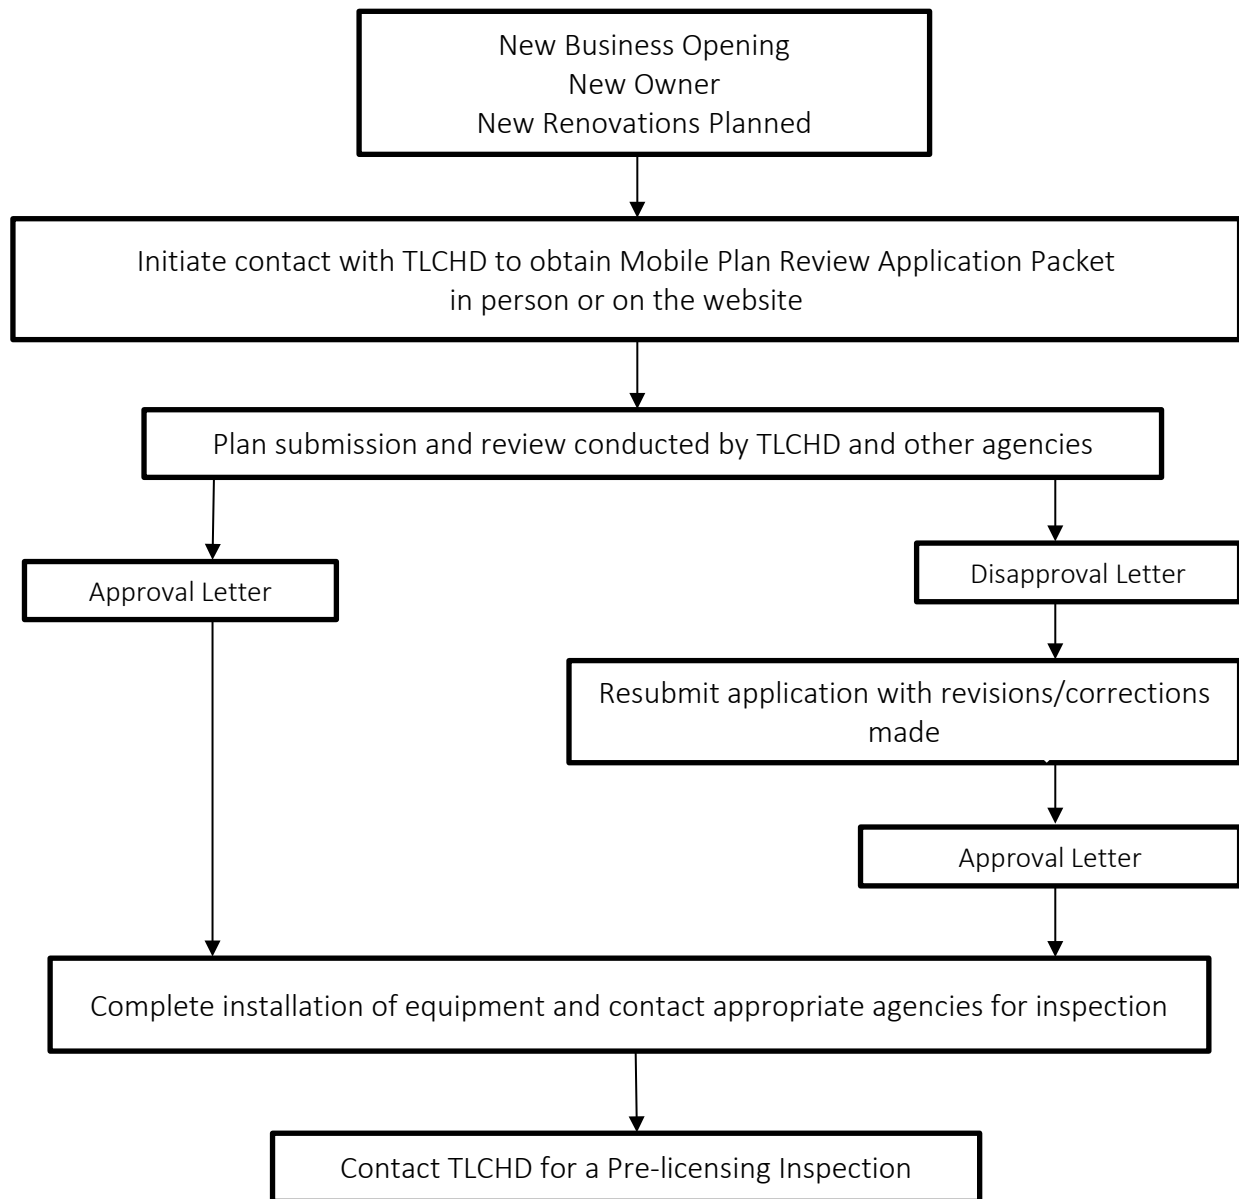 New Business Opening
New Owner
New Renovations Planned
Initiate contact with TLCHD to obtain Mobile Plan Review Application Packet
in person or on the website
Plan submission and review conducted by TLCHD and other agencies
Approval Letter
Disapproval Letter
Resubmit application with revisions/corrections
made
Approval Letter
Complete installation of equipment and contact appropriate agencies for inspection
Contact TLCHD for a Pre-licensing Inspection